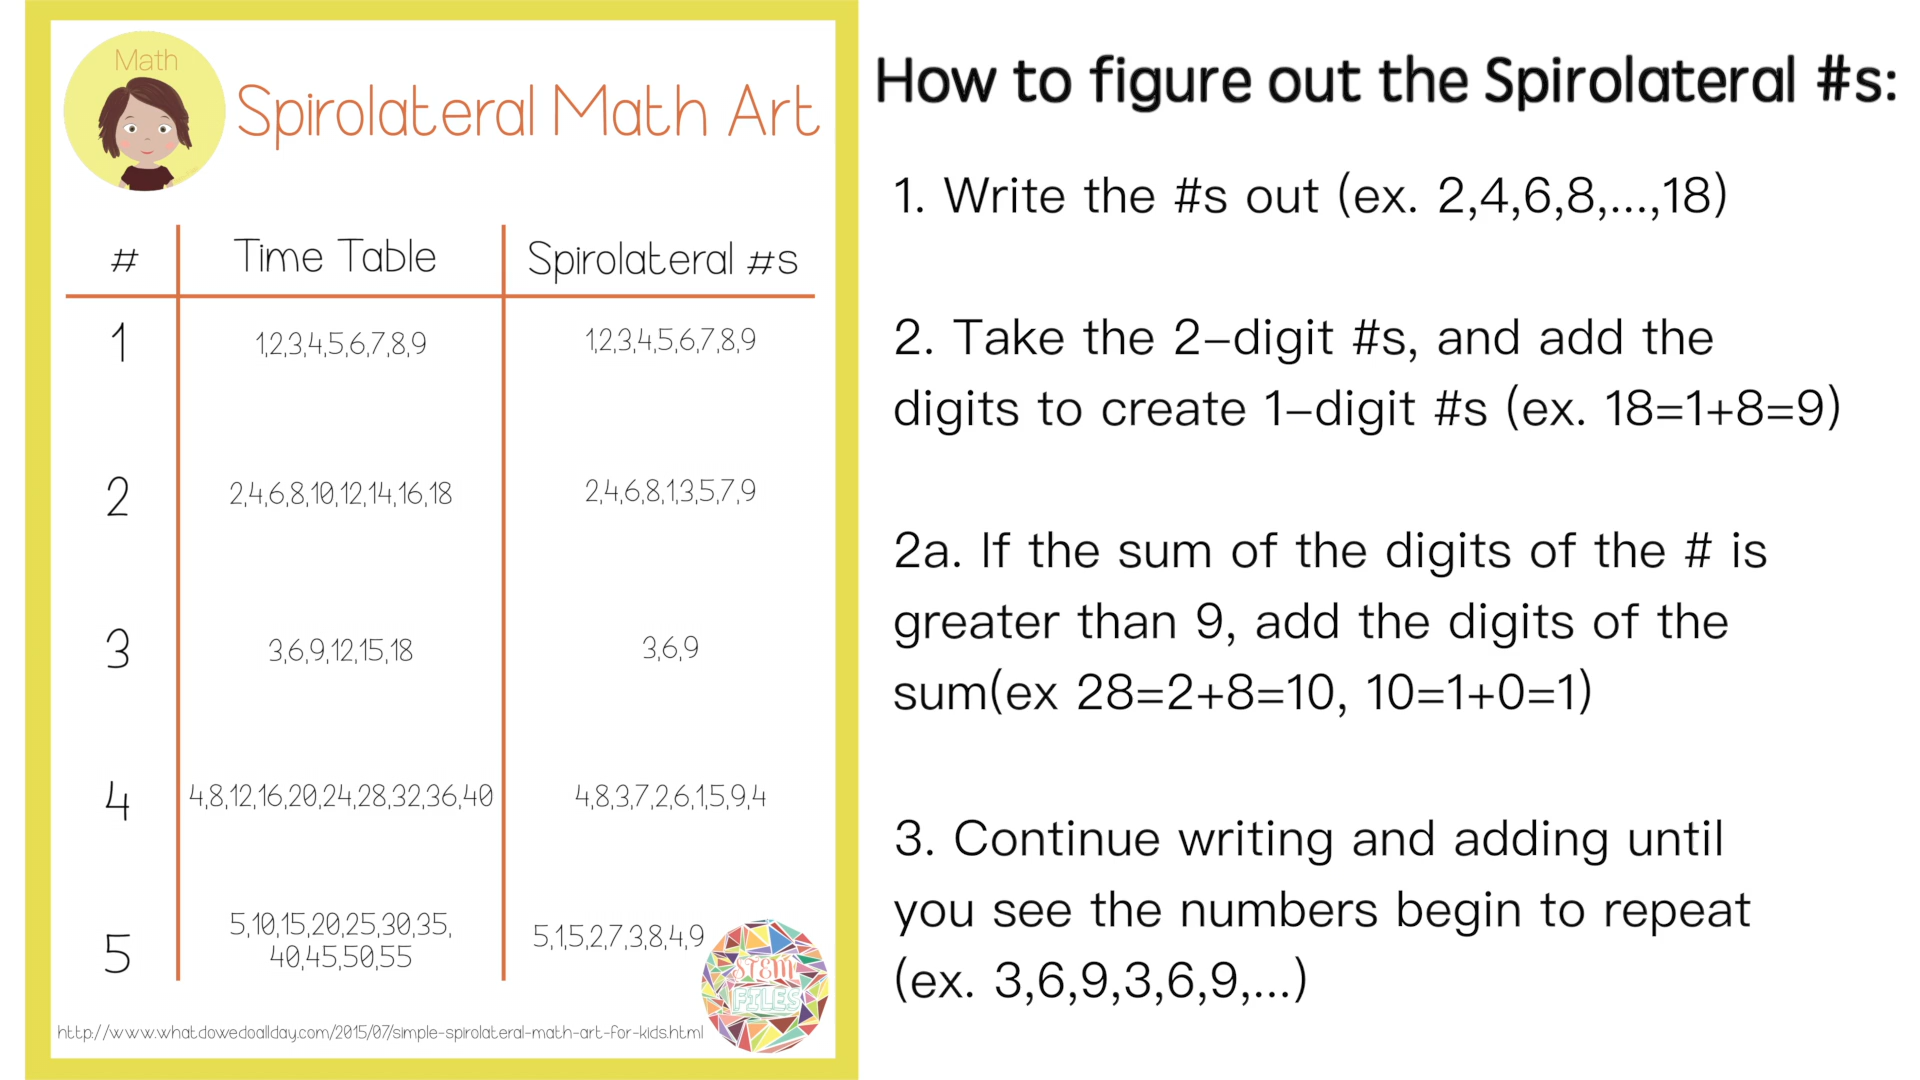 Math
Spirolateral Math Art
# Time Table Spirolateral #s
1 1,2,3,4,5,6,7,8,9 1,2,3,4,5,6,7,8,9
2 2,4,6,8,10,12,14,16,18 2,4,6,8,1,3,5,7,9
3 3,6,9,12,15,18 3,6,9
4 4,8,12,16,20,24,28,32,36,40 4,8,3,7,2,6,1,5,9,4
5 5,10,15,20,25,30,35,
40,45,50,55 5,1,5,2,7,3,8,4,9
STEM
FILES
http://www.whatdowedoallday.com/2015/07/simple-spirolateral-math-art-for-kids.html
How to figure out the Spirolateral #s:
1. Write the #s out (ex. 2,4,6,8,...,18)
2. Take the 2-digit #s, and add the
digits to create 1-digit #s (ex. 18=1+8=9)
2a. If the sum of the digits of the # is
greater than 9, add the digits of the
sum(ex 28=2+8=10, 10=1+0=1)
3. Continue writing and adding until
you see the numbers begin to repeat
(ex. 3,6,9,3,6,9,...)